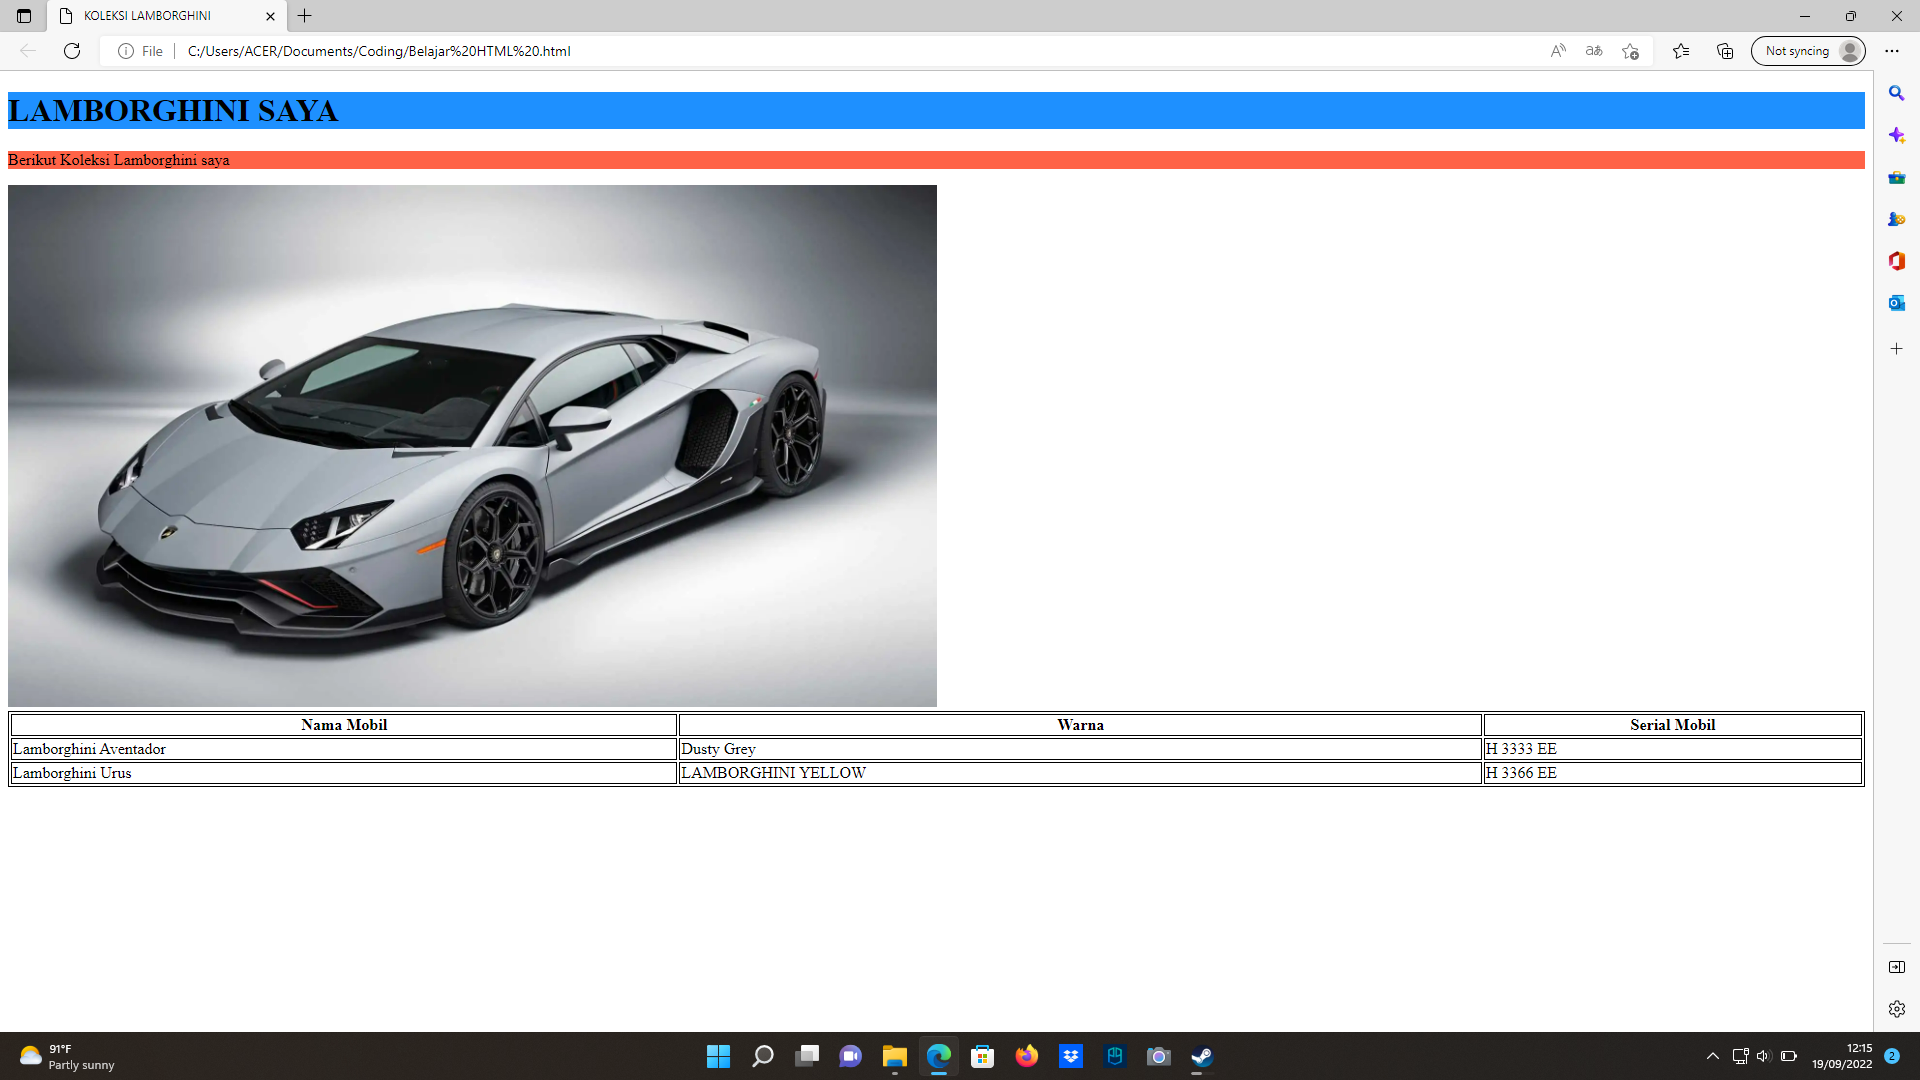 KOLEKSI LAMBORGHINI
File
C:/Users/ACER/Documents/Coding/Belajar%20HTML%20.html
Not syncing
LAMBORGHINI SAYA
Berikut Koleksi Lamborghini saya
Nama Mobil Warna Serial Mobil
Lamborghini Aventador Dusty Grey H 3333 EE
Lamborghini Urus LAMBORGHINI YELLOW H 3366 EE
91°F
Partly sunny
12:15
19/09/2022
2